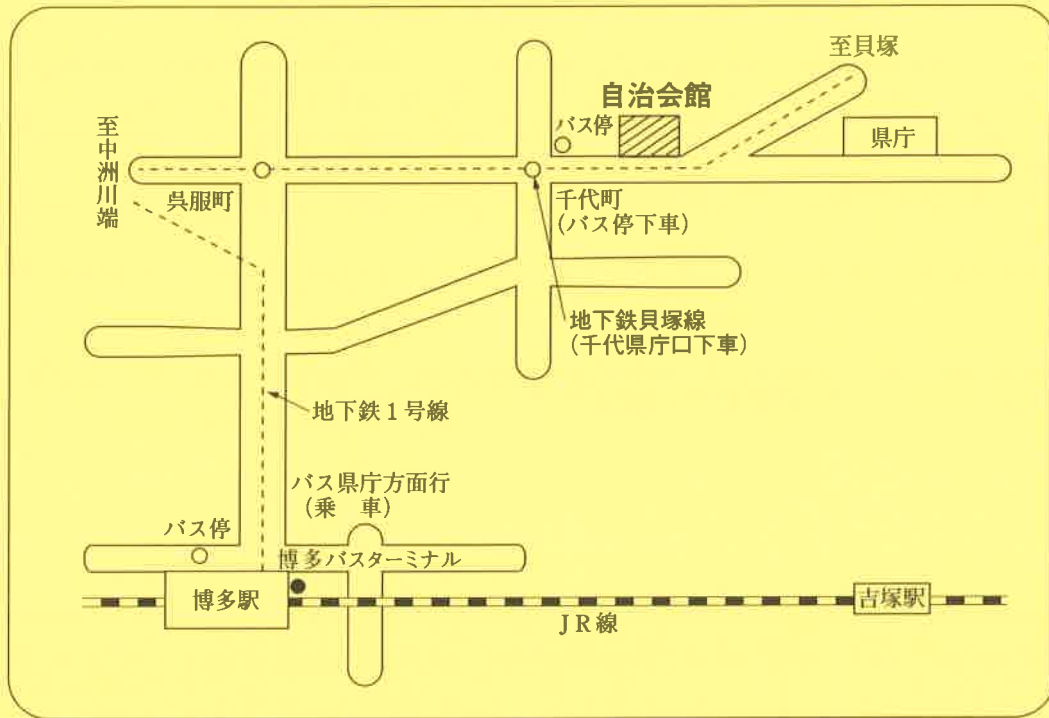 至貝塚
自治会館
バス停
県庁
至中洲川端
呉服町
千代町
(バス停下車)
地下鉄貝塚線
(千代県庁口下車)
地下鉄1号線
バス県庁方面行
(乗　車)
バス停
博多バスターミナル
博多駅
吉塚駅
JR線